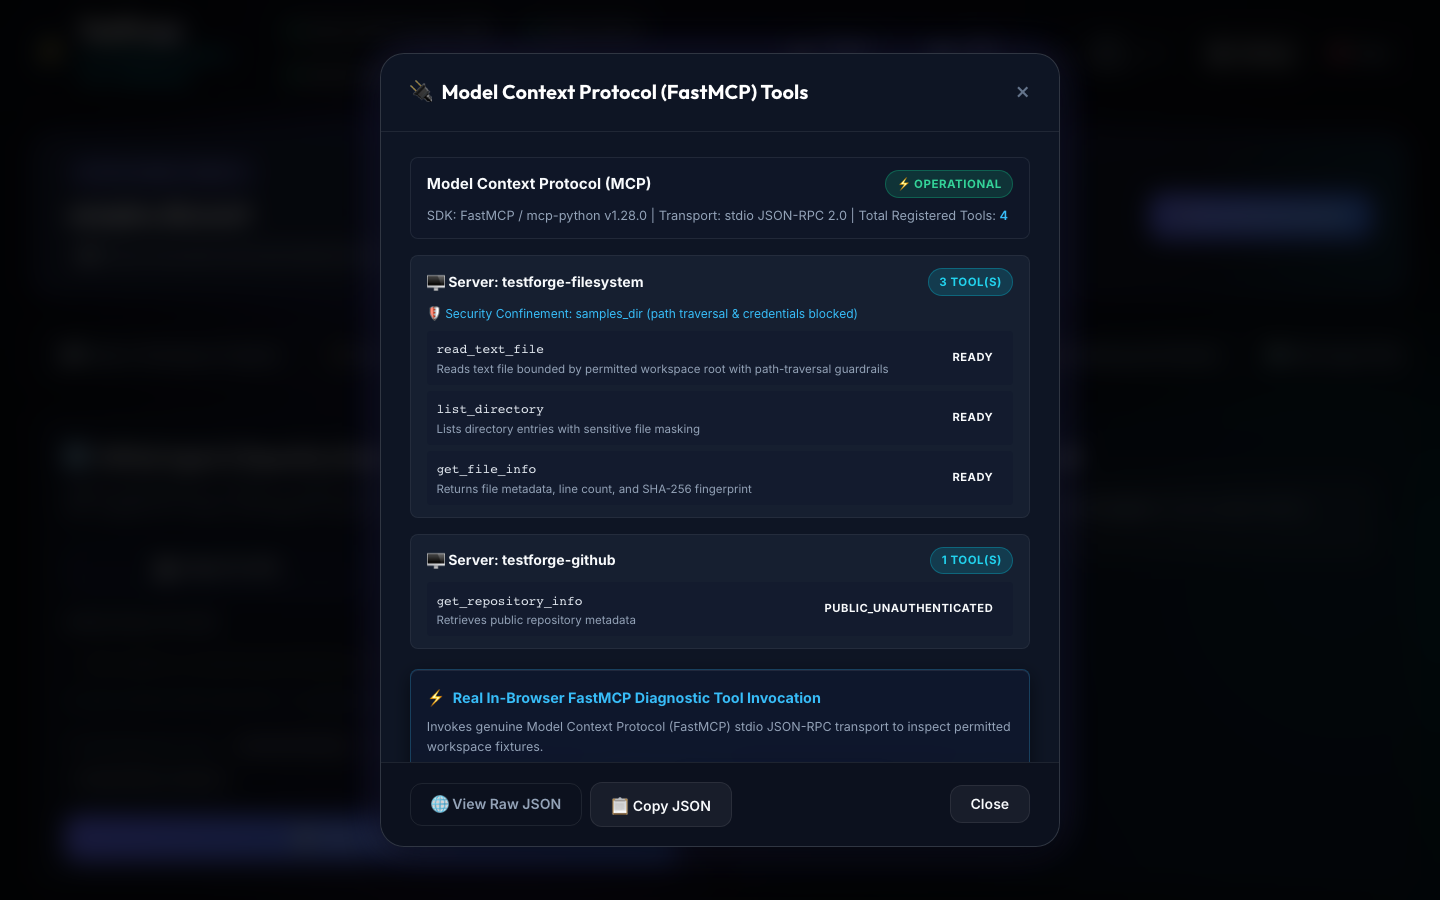 Model Context Protocol (FastMCP) Tools
×
Model Context Protocol (MCP)
⚡ OPERATIONAL
SDK: FastMCP / mcp-python v1.28.0 | Transport: stdio JSON-RPC 2.0 | Total Registered Tools: 4
Server: testforge-filesystem
3 TOOL(S)
Security Confinement: samples_dir (path traversal & credentials blocked)
read_text_file
Reads text file bounded by permitted workspace root with path-traversal guardrails
READY
list_directory
Lists directory entries with sensitive file masking
READY
get_file_info
Returns file metadata, line count, and SHA-256 fingerprint
READY
Server: testforge-github
1 TOOL(S)
get_repository_info
Retrieves public repository metadata
PUBLIC_UNAUTHENTICATED
⚡ Real In-Browser FastMCP Diagnostic Tool Invocation
Invokes genuine Model Context Protocol (FastMCP) stdio JSON-RPC transport to inspect permitted
workspace fixtures.
View Raw JSON
Copy JSON
Close